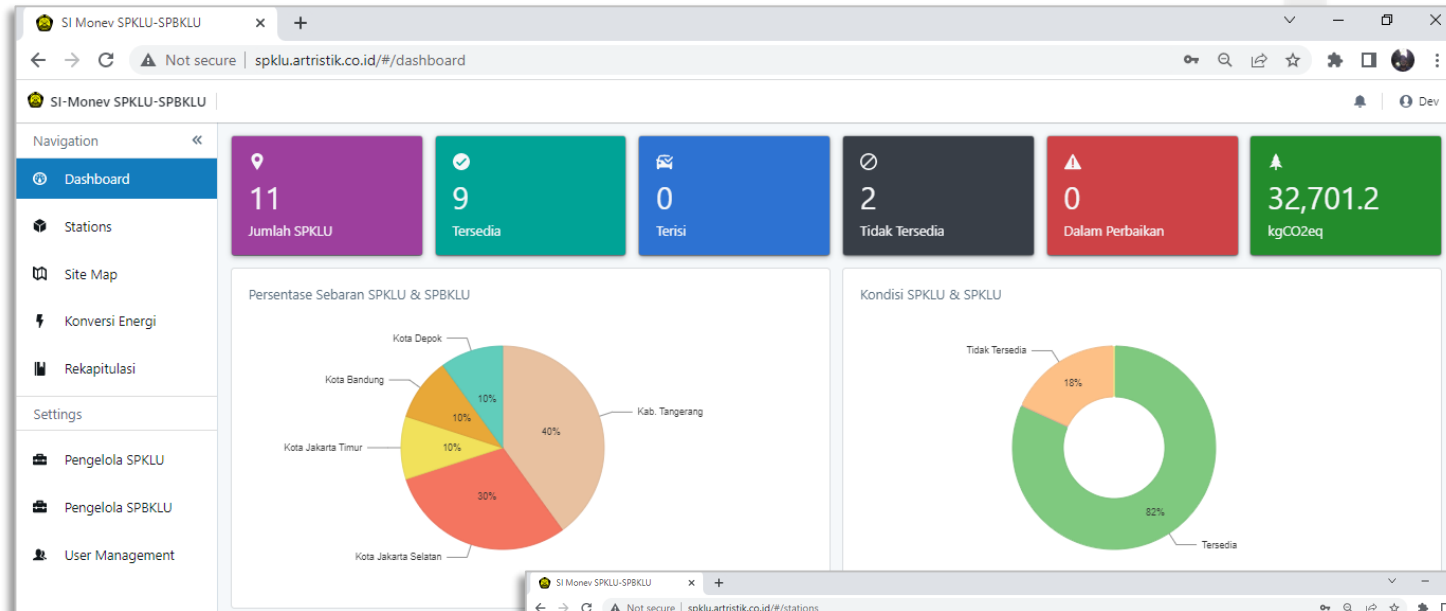 SI Monev SPKLU-SPBKLU
Not secure | spklu.artristik.co.id/#/dashboard
SI-Monev SPKLU-SPBKLU
Dev
Navigation
Dashboard
Stations
Site Map
Konversi Energi
Rekapitulasi
Settings
Pengelola SPKLU
Pengelola SPBKLU
User Management
11
Jumlah SPKLU
9
Tersedia
0
Terisi
2
Tidak Tersedia
0
Dalam Perbaikan
32,701.2
kgCO2eq
Persentase Sebaran SPKLU & SPBKLU
Kota Depok
10%
Kota Bandung
10%
Kota Jakarta Timur
10%
Kab. Tangerang
40%
30%
Kota Jakarta Selatan
Kondisi SPKLU & SPKLU
Tidak Tersedia
18%
82%
Tersedia
SI Monev SPKLU-SPBKLU
Not secure | spklu.artristik.co.id/#/stations